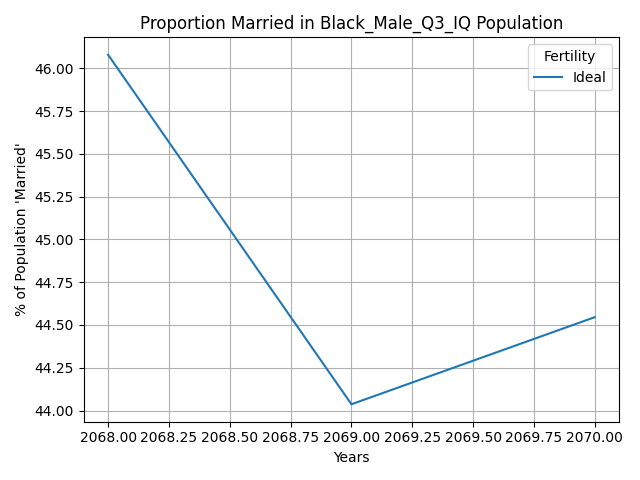 Proportion Married in Black_Male_Q3_IQ Population
Fertility
Ideal
% of Population 'Married'
46.00
45.75
45.50
45.25
45.00
44.75
44.50
44.25
44.00
2068.00 2068.25 2068.50 2068.75 2069.00 2069.25 2069.50 2069.75 2070.00
Years